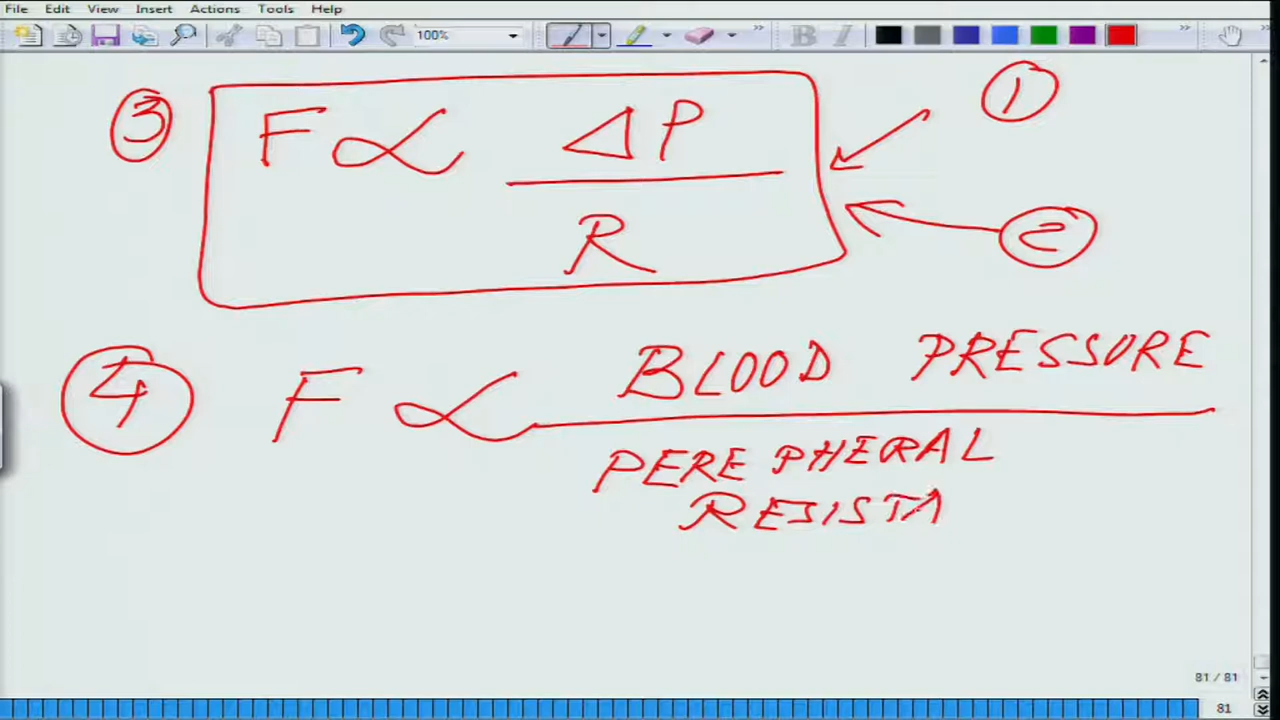 File Edit View Insert Actions Tools Help
100%
B I
③ F ∝ ΔP ①
R ②
④ F ∝ BLOOD PRESSURE
PEREPHERAL
RESISTA
81 / 81
81